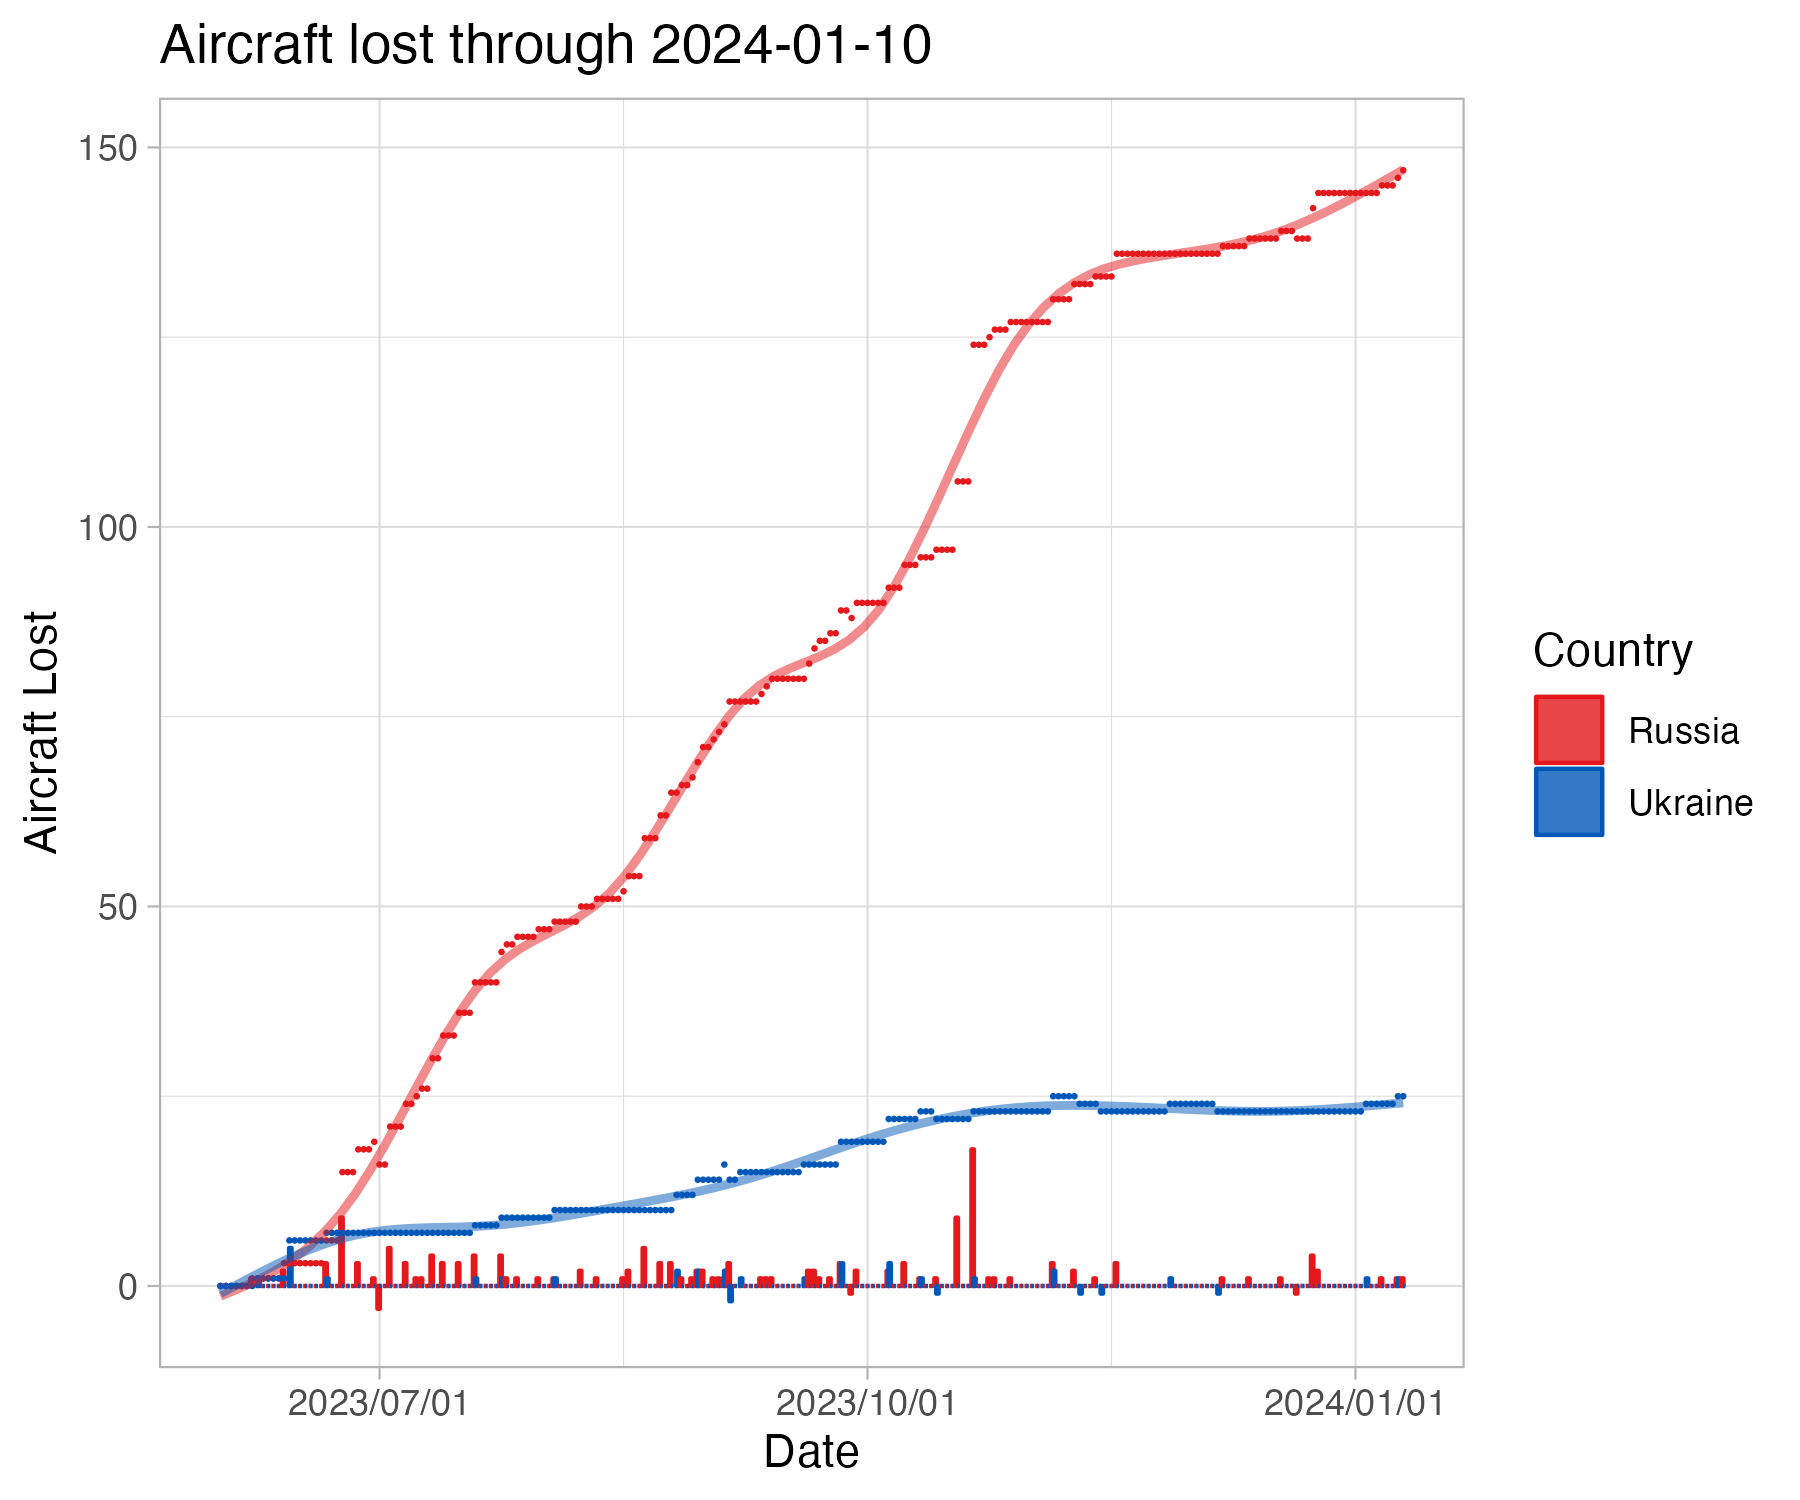 Aircraft lost through 2024-01-10
150
100
50
0
Aircraft Lost
2023/07/01
2023/10/01
2024/01/01
Date
Country
Russia
Ukraine